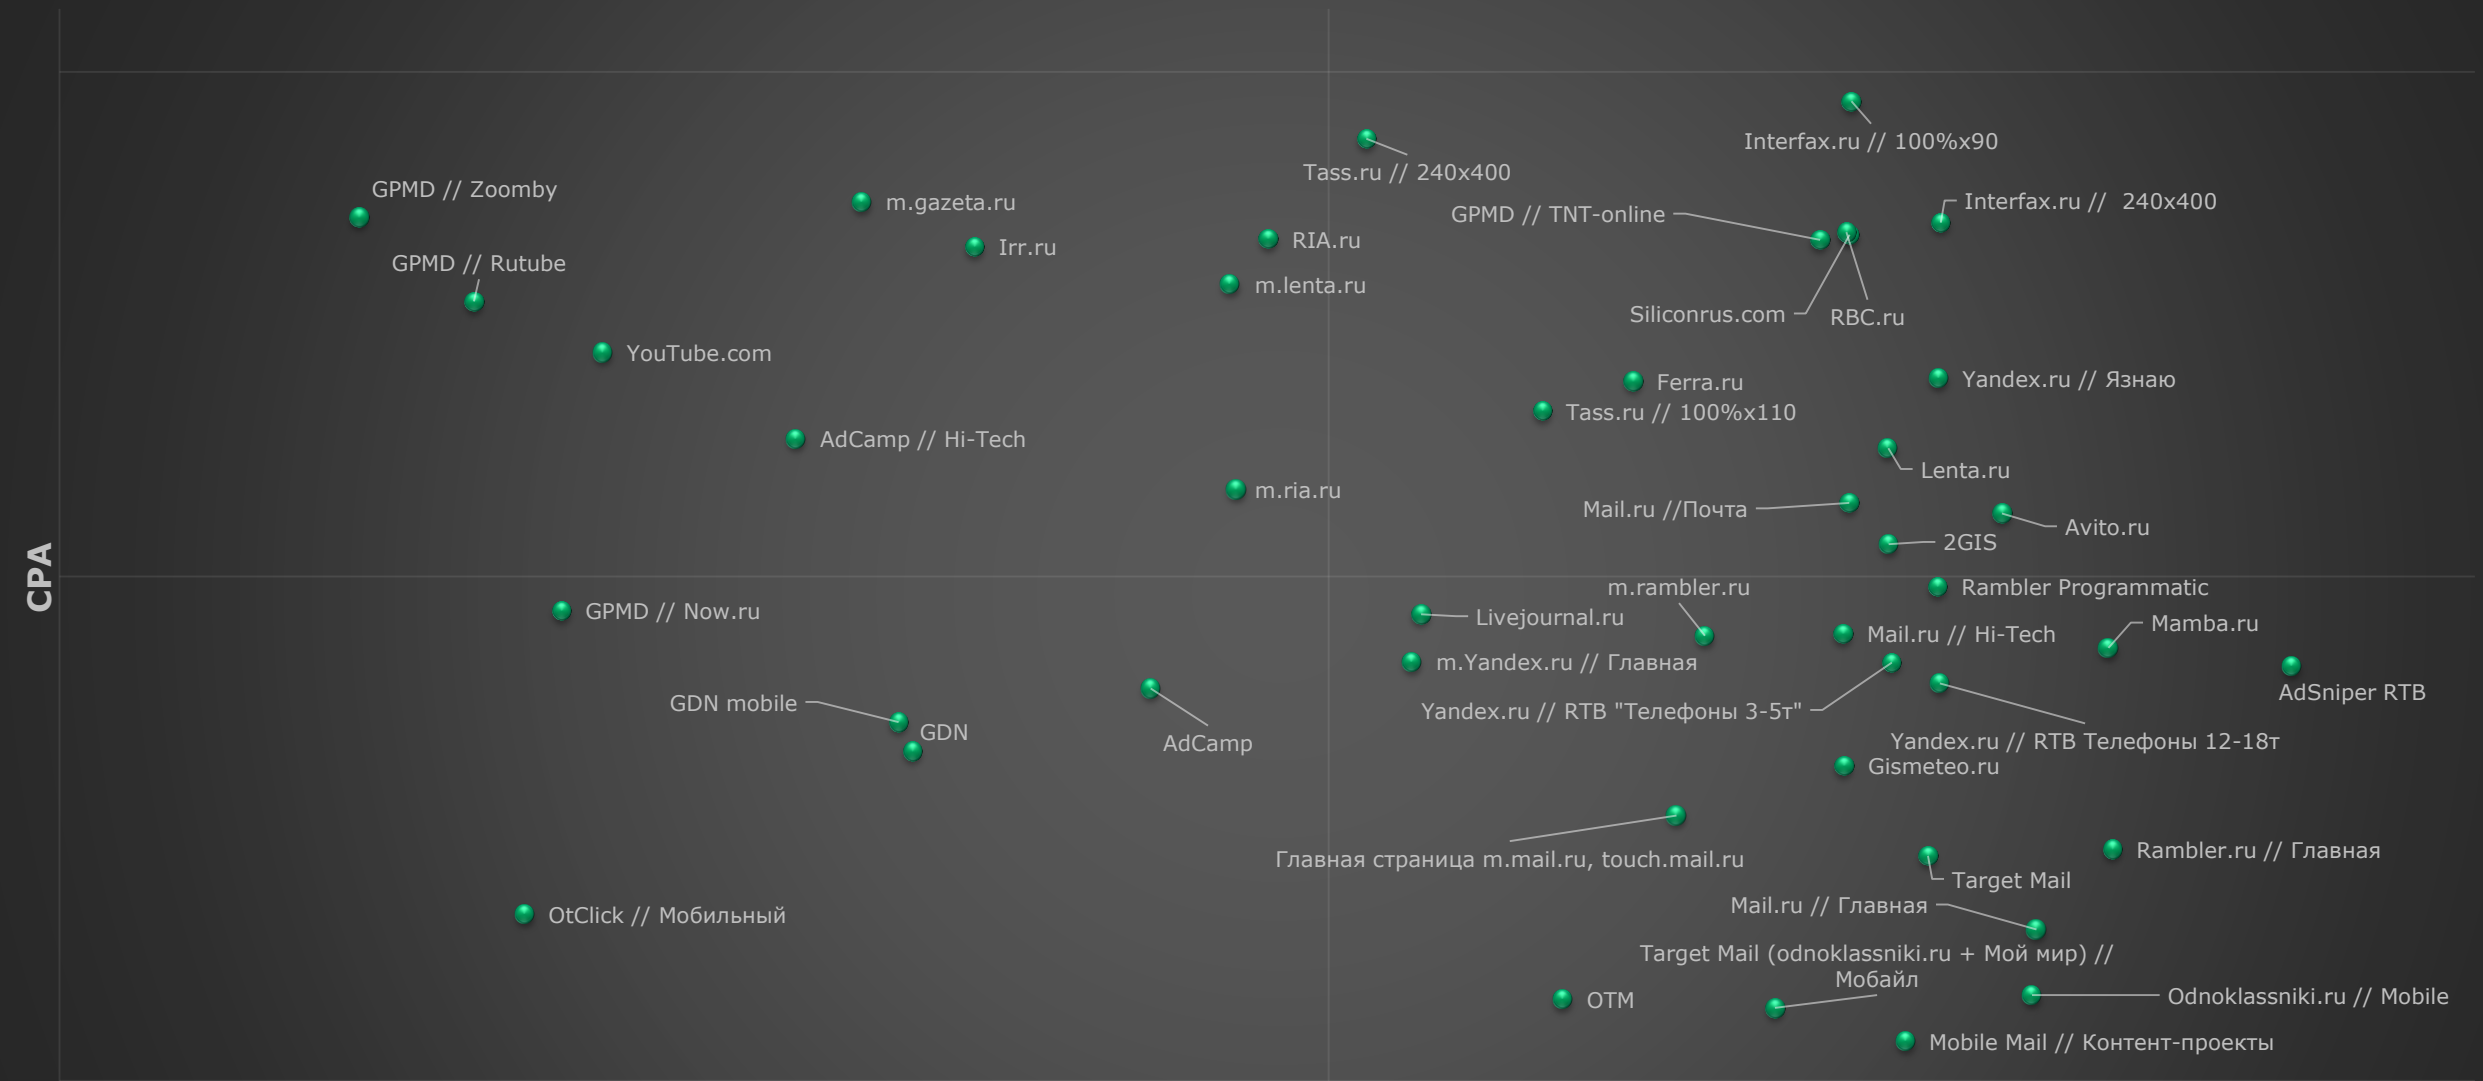 Interfax.ru // 100%x90
Tass.ru // 240x400
GPMD // Zoomby
m.gazeta.ru
Interfax.ru //  240x400
GPMD // TNT-online
Irr.ru
RIA.ru
GPMD // Rutube
m.lenta.ru
Siliconrus.com
RBC.ru
YouTube.com
Ferra.ru
Yandex.ru // Язнаю
Tass.ru // 100%x110
AdCamp // Hi-Tech
Lenta.ru
m.ria.ru
Mail.ru //Почта
Avito.ru
2GIS
CPA
m.rambler.ru
Rambler Programmatic
GPMD // Now.ru
Livejournal.ru
Mamba.ru
Mail.ru // Hi-Tech
m.Yandex.ru // Главная
AdSniper RTB
GDN mobile
Yandex.ru // RTB "Телефоны 3-5т"
GDN
AdCamp
Yandex.ru // RTB Телефоны 12-18т
Gismeteo.ru
Главная страница m.mail.ru, touch.mail.ru
Rambler.ru // Главная
Target Mail
Mail.ru // Главная
OtClick // Мобильный
Target Mail (odnoklassniki.ru + Мой мир) //
Мобайл
OTM
Odnoklassniki.ru // Mobile
Mobile Mail // Контент-проекты